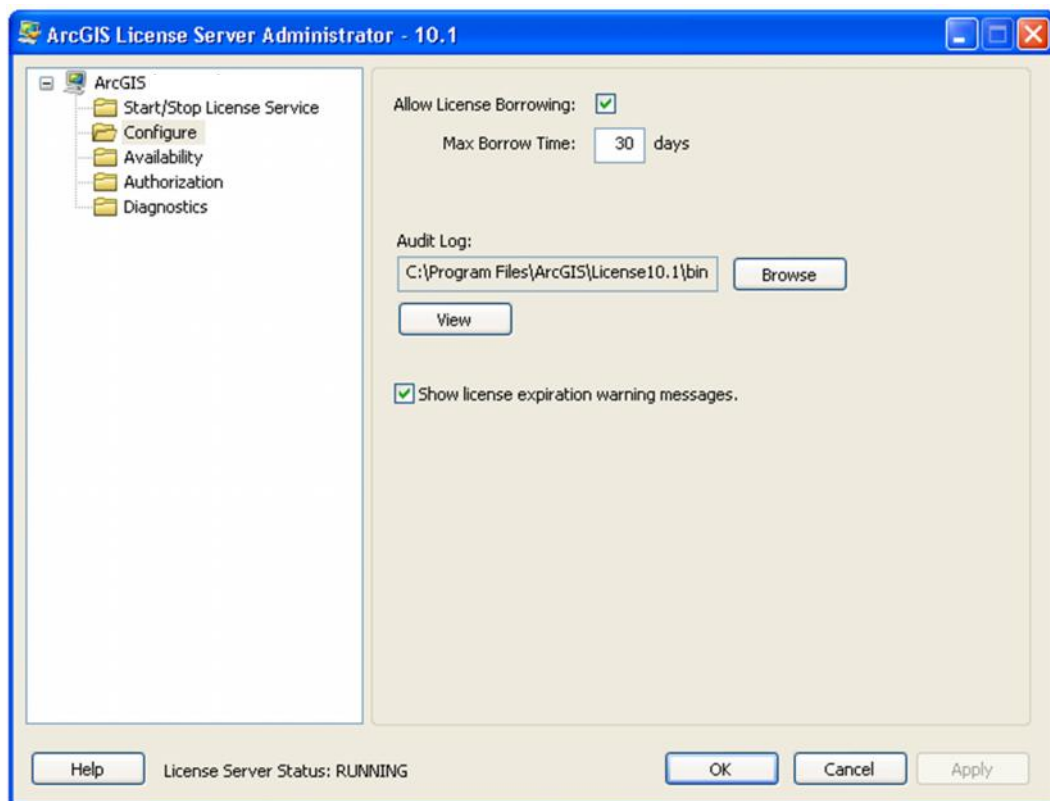 ArcGIS License Server Administrator - 10.1
ArcGIS
Start/Stop License Service
Configure
Availability
Authorization
Diagnostics
Allow License Borrowing:
Max Borrow Time: 30 days
Audit Log:
C:\Program Files\ArcGIS\License10.1\bin
Browse
View
Show license expiration warning messages.
Help
License Server Status: RUNNING
OK
Cancel
Apply